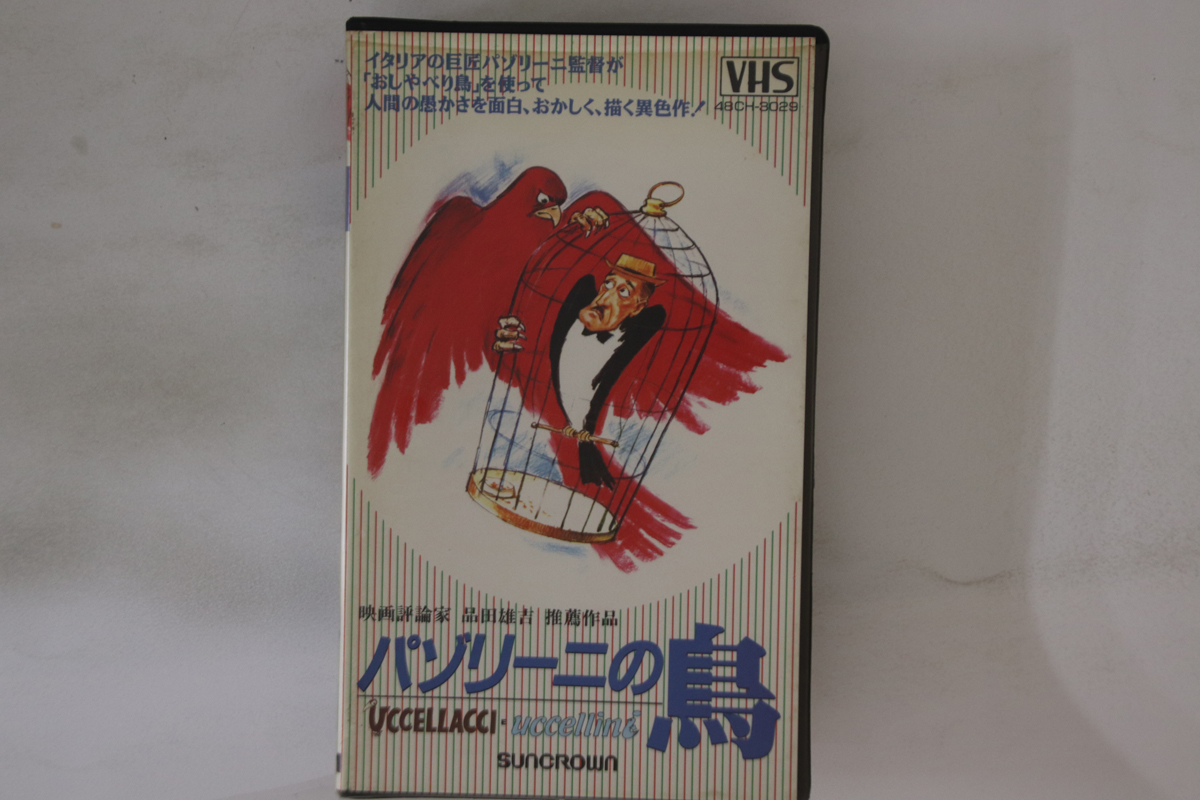 イタリアの巨匠パゾリーニ監督が
「おしゃべり鳥」を使って
人間の愚かさを面白、おかしく、描く異色作！
VHS
48CH-8029
映画評論家 品田雄吉 推薦作品
パゾリーニの鳥
UCCELLACCI・uccellini
SUNCROWN